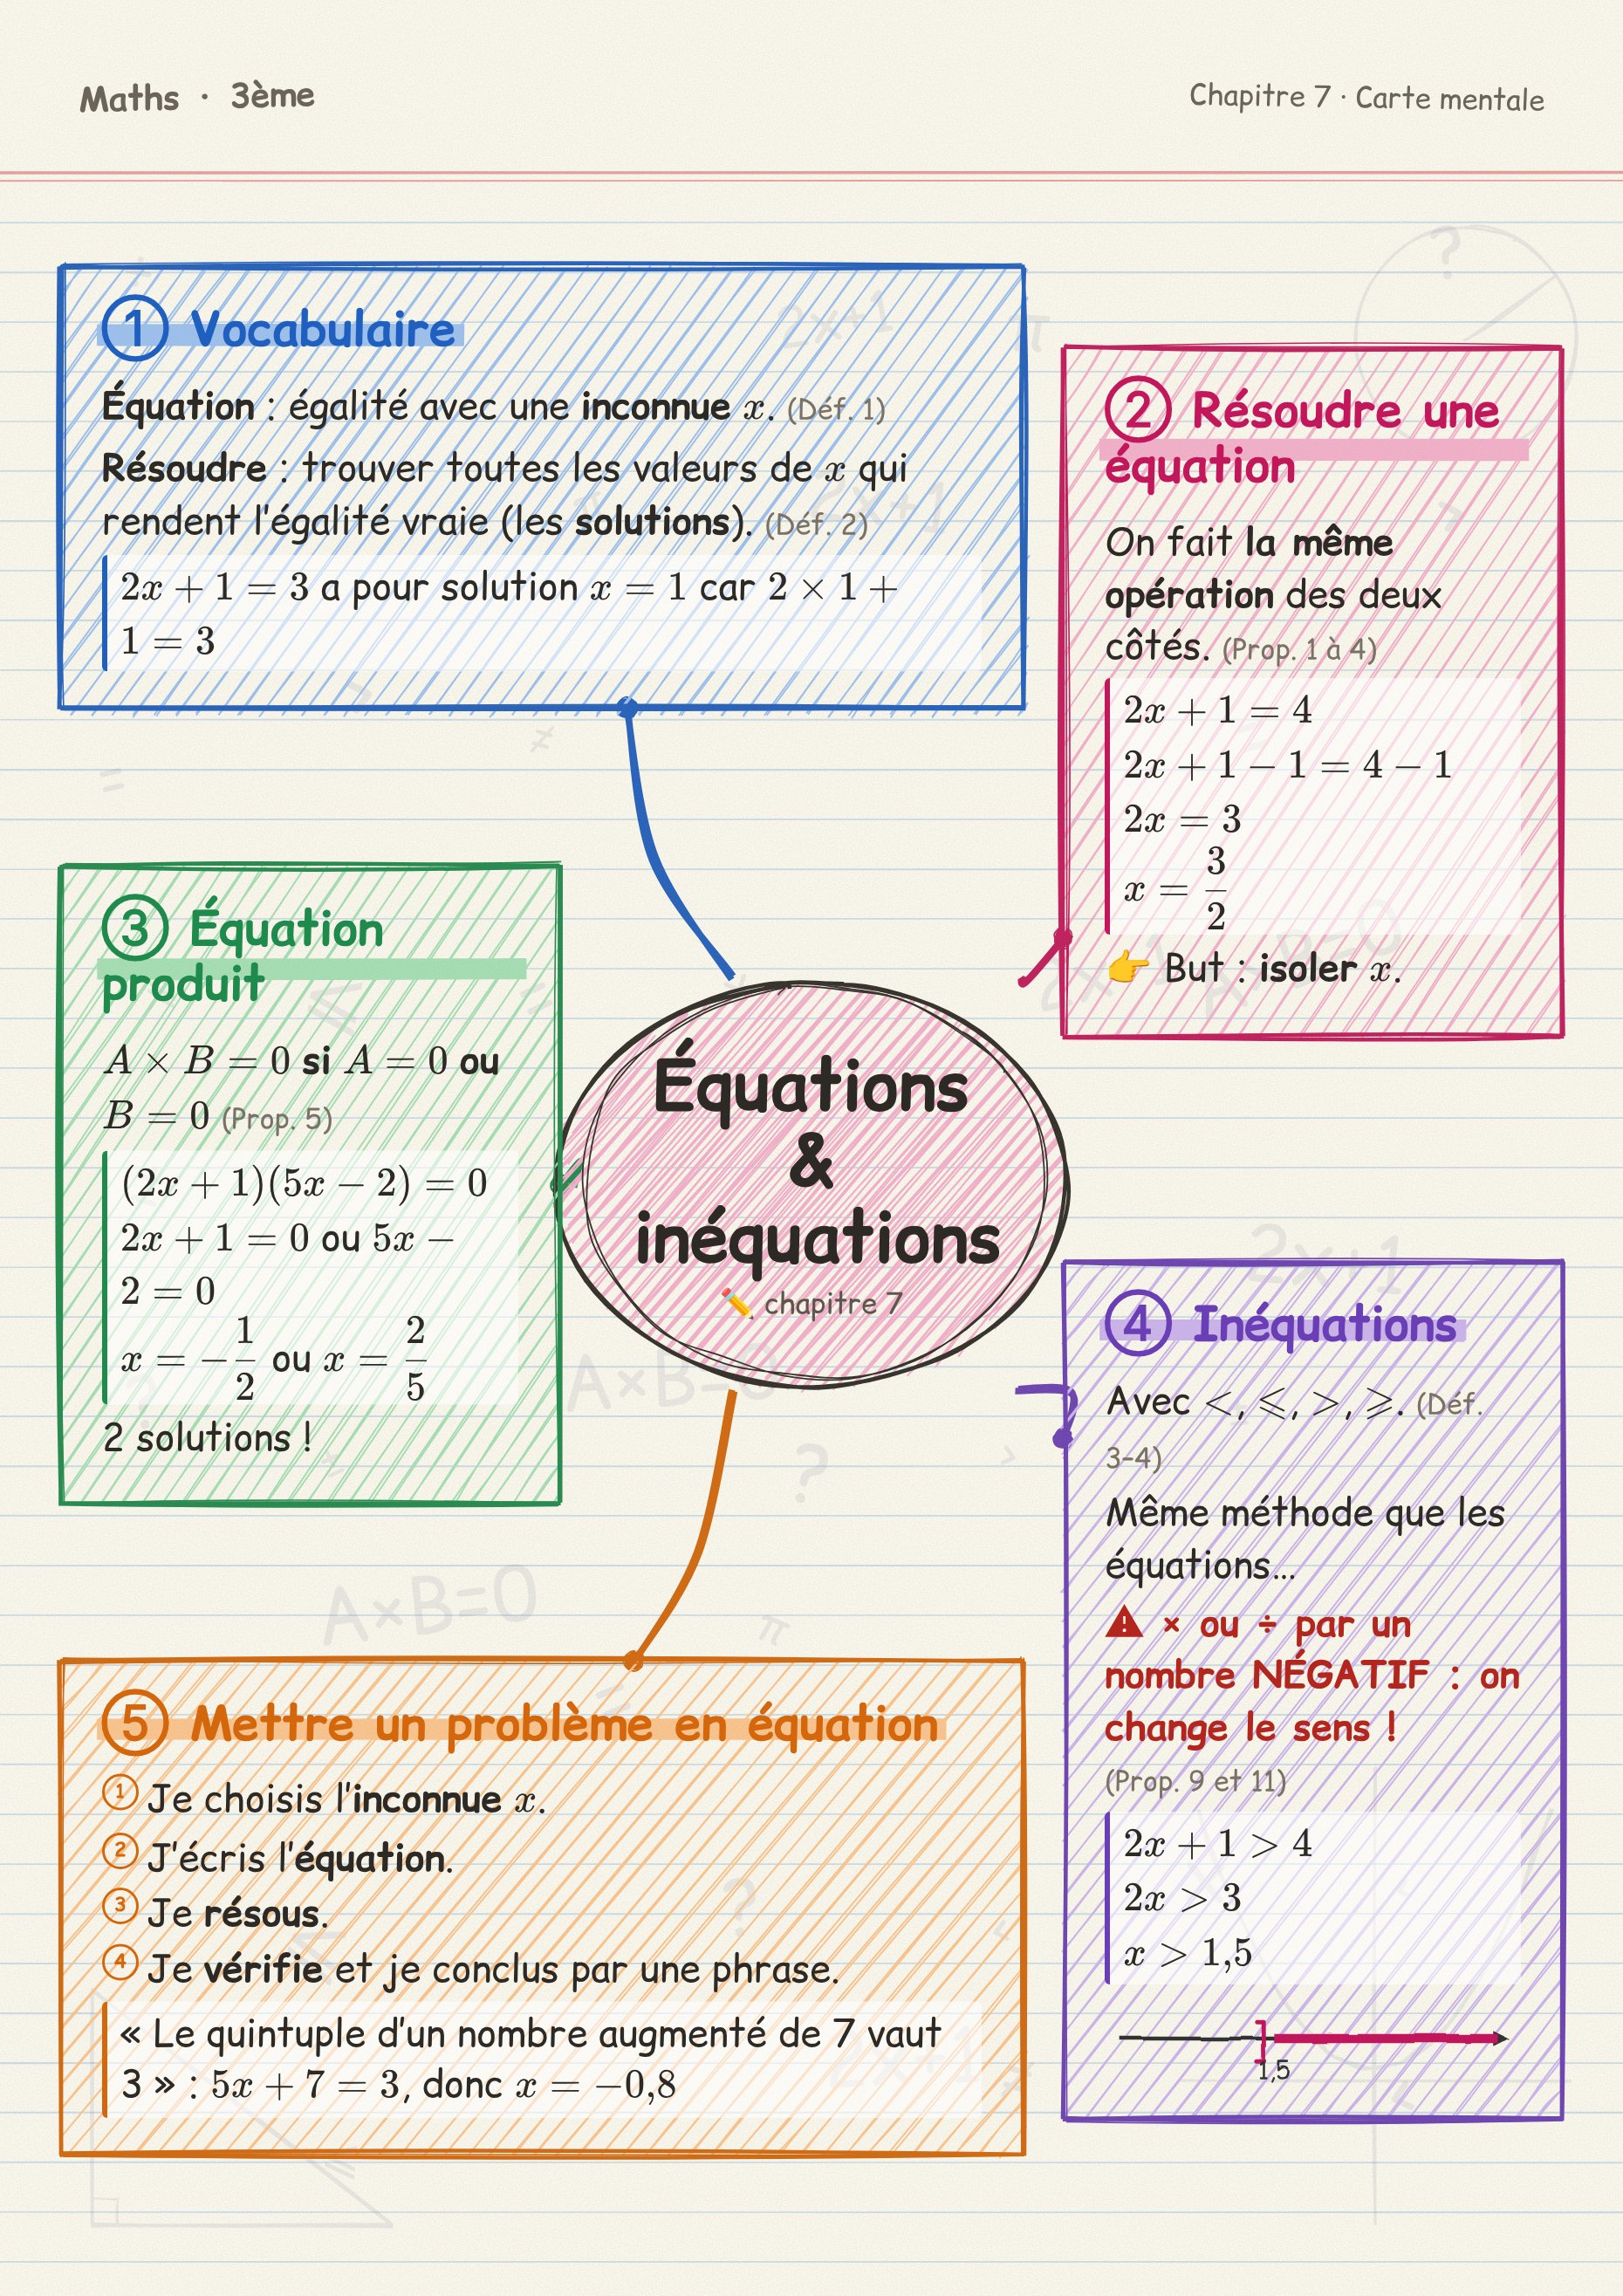 Maths · 3ème
Chapitre 7 · Carte mentale
① Vocabulaire
Équation : égalité avec une inconnue x. (Déf. 1)
Résoudre : trouver toutes les valeurs de x qui
rendent l'égalité vraie (les solutions). (Déf. 2)
2x + 1 = 3 a pour solution x = 1 car 2 × 1 +
1 = 3
② Résoudre une
équation
On fait la même
opération des deux
côtés. (Prop. 1 à 4)
2x + 1 = 4
2x + 1 − 1 = 4 − 1
2x = 3
x = 3/2
👉 But : isoler x.
③ Équation
produit
A × B = 0 si A = 0 ou
B = 0 (Prop. 5)
(2x + 1)(5x − 2) = 0
2x + 1 = 0 ou 5x −
2 = 0
x = −1/2 ou x = 2/5
2 solutions !
Équations
&
inéquations
✏️ chapitre 7
④ Inéquations
Avec <, ⩽, >, ⩾. (Déf.
3-4)
Même méthode que les
équations...
⚠ × ou ÷ par un
nombre NÉGATIF : on
change le sens !
(Prop. 9 et 11)
2x + 1 > 4
2x > 3
x > 1,5
1,5
⑤ Mettre un problème en équation
① Je choisis l'inconnue x.
② J'écris l'équation.
③ Je résous.
④ Je vérifie et je conclus par une phrase.
« Le quintuple d'un nombre augmenté de 7 vaut
3 » : 5x + 7 = 3, donc x = −0,8
2x+1
A×B=0
A×B=0